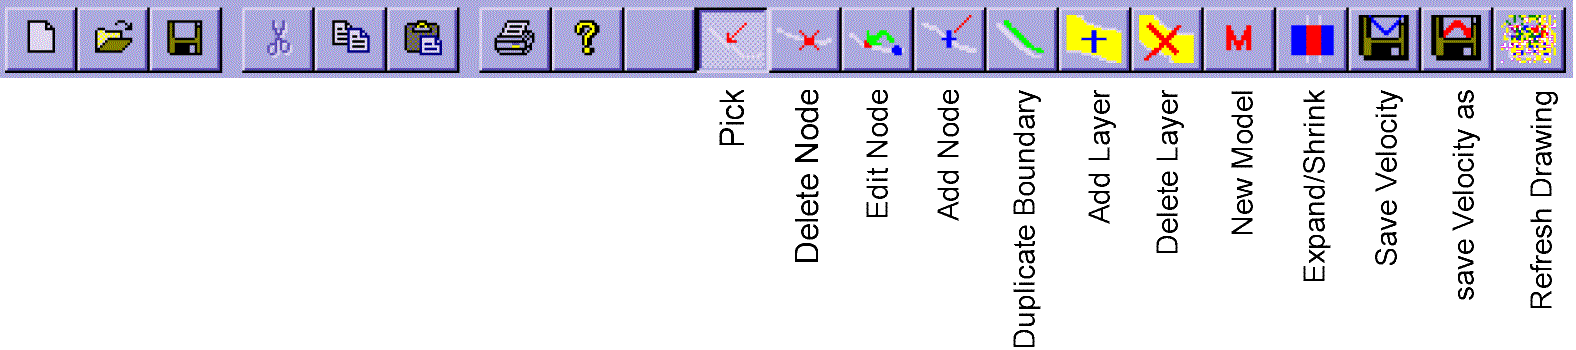 Pick
Delete Node
Edit Node
Add Node
Duplicate Boundary
Add Layer
Delete Layer
New Model
Expand/Shrink
Save Velocity
save Velocity as
Refresh Drawing
M